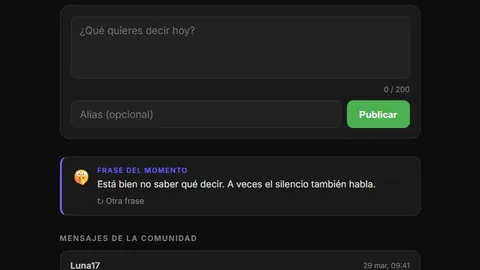 ¿Qué quieres decir hoy?
0 / 200
Alias (opcional)
Publicar
FRASE DEL MOMENTO
Está bien no saber qué decir. A veces el silencio también habla.
↻ Otra frase
MENSAJES DE LA COMUNIDAD
Luna17
29 mar, 09:41